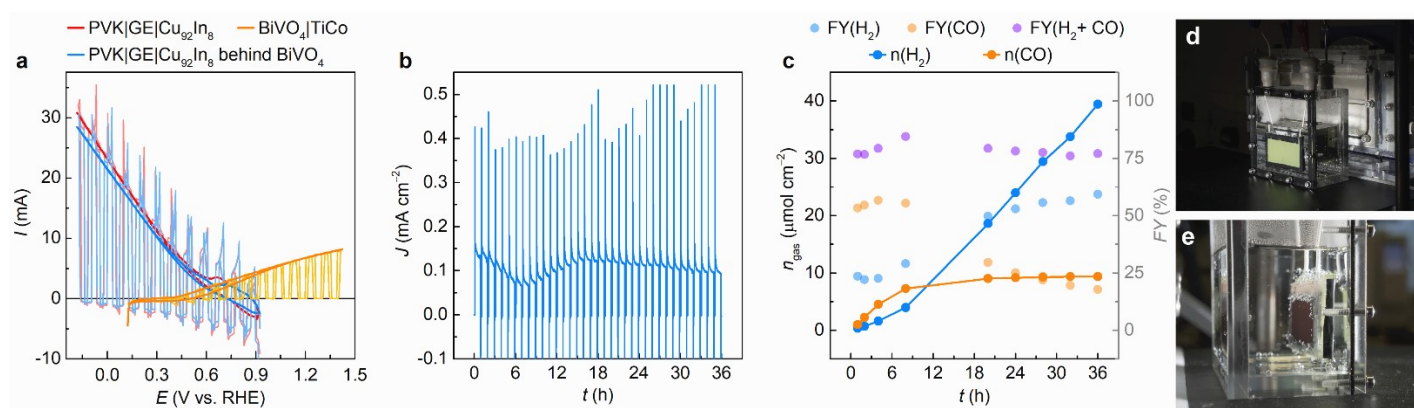 PVK|GE|Cu₉₂In₈ BiVO₄|TiCo
PVK|GE|Cu₉₂In₈ behind BiVO₄
a
I (mA)
30
20
10
0
-10
0.0 0.3 0.6 0.9 1.2 1.5
E (V vs. RHE)
b
J (mA cm⁻²)
0.5
0.4
0.3
0.2
0.1
0.0
-0.1
0 6 12 18 24 30 36
t (h)
FY(H₂) FY(CO) FY(H₂+ CO)
n(H₂) n(CO)
c
n_gas (μmol cm⁻²)
50
40
30
20
10
0
0 6 12 18 24 30 36
t (h)
100
75
50
25
0
FY (%)
d
e